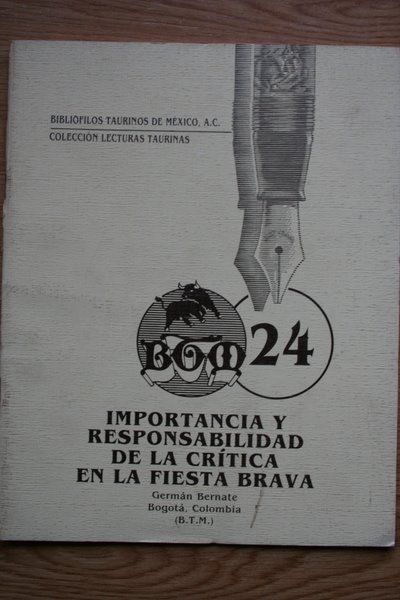 BIBLIÓFILOS TAURINOS DE MÉXICO, A.C.
COLECCIÓN LECTURAS TAURINAS
BTM 24
IMPORTANCIA Y
RESPONSABILIDAD
DE LA CRÍTICA
EN LA FIESTA BRAVA
Germán Bernate
Bogotá, Colombia
(B.T.M.)